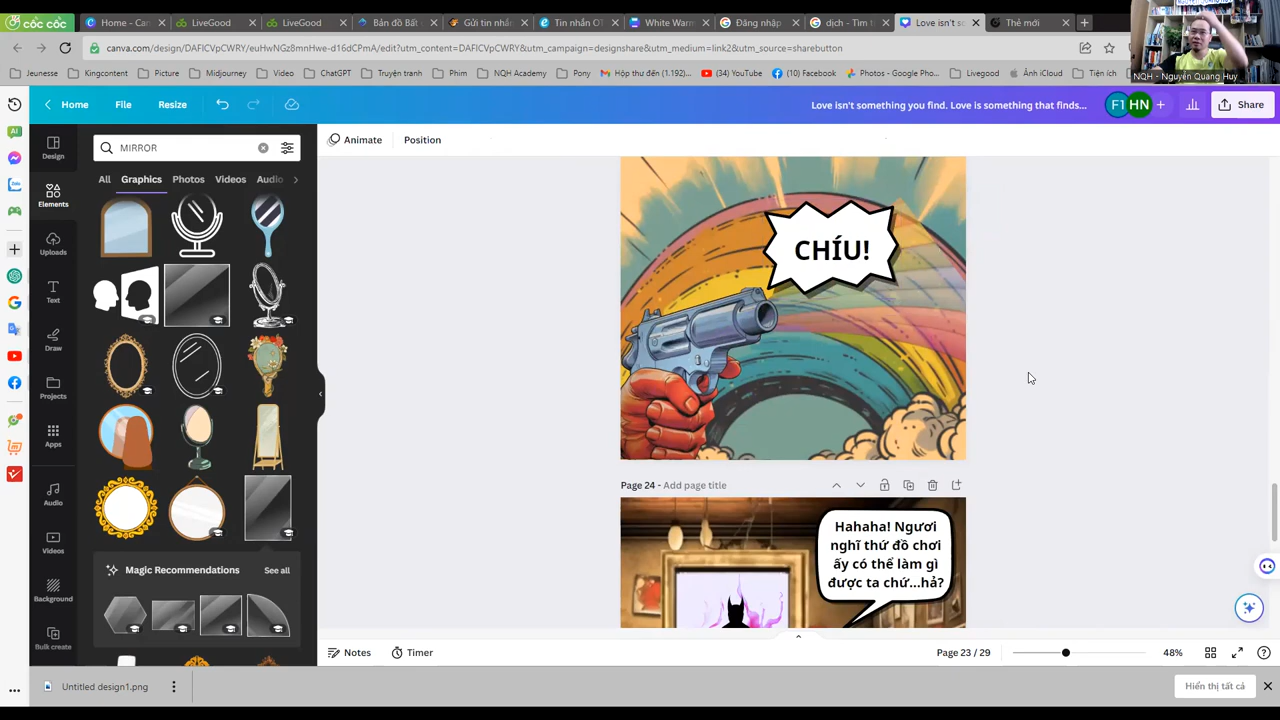 cốc cốc
Home - Can
LiveGood
LiveGood
Bản đồ Bất
Gửi tin nhắn
Tin nhắn OT
White Warm
Đăng nhập
dịch - Tìm t
Love isn't so
Thẻ mới
canva.com/design/DAFICVpCWRY/euHwNGz8mnHwe-d16dCPmA/edit?utm_content=DAFICVpCWRY&utm_campaign=designshare&utm_medium=link2&utm_source=sharebutton
NQH - Nguyễn Quang Huy
Jeunesse
Kingcontent
Picture
Midjourney
Video
ChatGPT
Truyện tranh
Phim
NQH Academy
Pony
Hộp thư đến (1.192)...
(34) YouTube
(10) Facebook
Photos - Google Pho...
Livegood
Ảnh iCloud
Tiện ích
Home
File
Resize
Love isn't something you find. Love is something that finds...
F1
HN
Share
MIRROR
Animate
Position
Design
Elements
Uploads
Text
Draw
Projects
Apps
Audio
Videos
Background
Bulk create
All
Graphics
Photos
Videos
Audio
Magic Recommendations
See all
CHÍU!
Page 24 - Add page title
Hahaha! Ngươi
nghĩ thứ đồ chơi
ấy có thể làm gì
được ta chứ...hả?
Notes
Timer
Page 23 / 29
48%
Untitled design1.png
Hiển thị tất cả